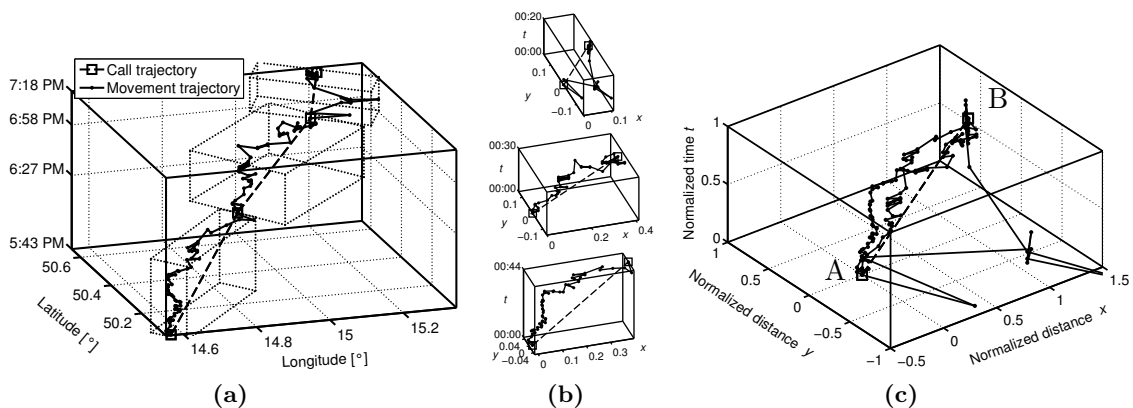 Call trajectory
Movement trajectory
7:18 PM
6:58 PM
6:27 PM
5:43 PM
50.6
50.4
50.2
Latitude [°]
14.6
14.8
15
15.2
Longitude [°]
(a)
00:20
t
00:00
0.1
0
y
−0.1
0
0.1
x
00:30
t
00:00
0.1
y
0
−0.1
0
0.2
0.4
x
00:44
t
00:00
0.04
y
0
−0.04
0
0.1
0.2
0.3
x
(b)
B
A
1
0.5
0
Normalized time t
1
0.5
0
−0.5
−1
Normalized distance y
−0.5
0
0.5
1
1.5
Normalized distance x
(c)